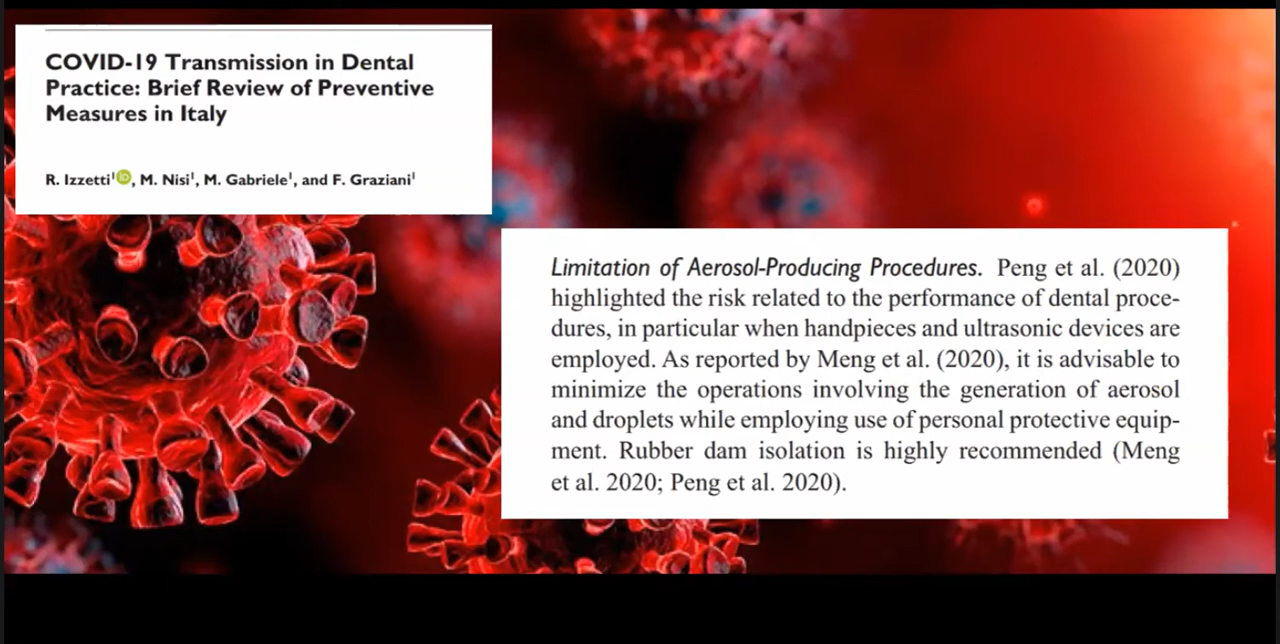 COVID-19 Transmission in Dental
Practice: Brief Review of Preventive
Measures in Italy
R. Izzetti¹, M. Nisi¹, M. Gabriele¹, and F. Graziani¹
Limitation of Aerosol-Producing Procedures. Peng et al. (2020)
highlighted the risk related to the performance of dental proce-
dures, in particular when handpieces and ultrasonic devices are
employed. As reported by Meng et al. (2020), it is advisable to
minimize the operations involving the generation of aerosol
and droplets while employing use of personal protective equip-
ment. Rubber dam isolation is highly recommended (Meng
et al. 2020; Peng et al. 2020).